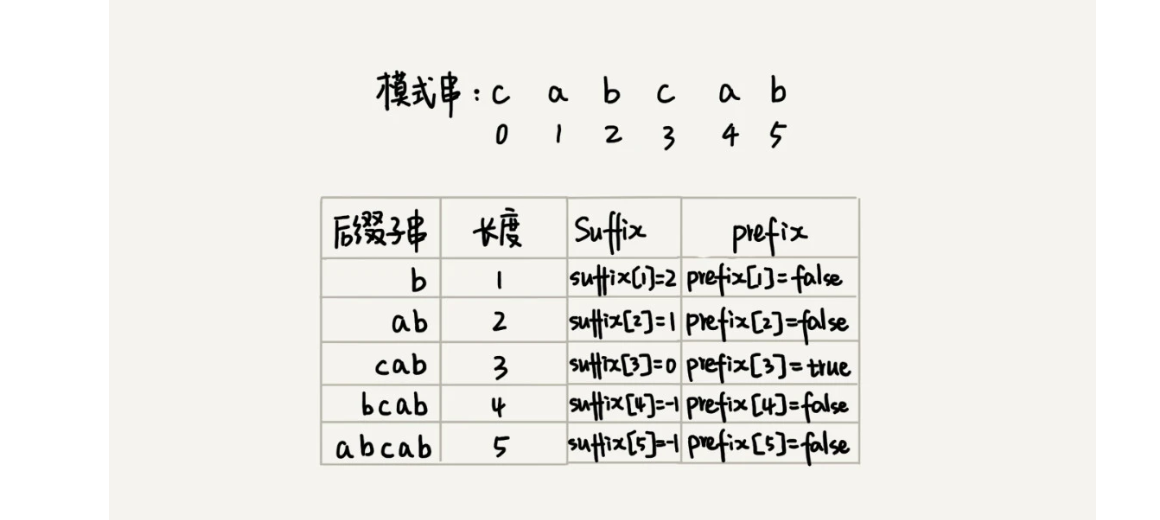 模式串: c a b c a b
0 1 2 3 4 5
后缀子串 长度 Suffix prefix
b 1 suffix[1]=2 prefix[1]=false
ab 2 suffix[2]=1 prefix[2]=false
cab 3 suffix[3]=0 prefix[3]=true
bcab 4 suffix[4]=-1 prefix[4]=false
abcab 5 suffix[5]=-1 prefix[5]=false